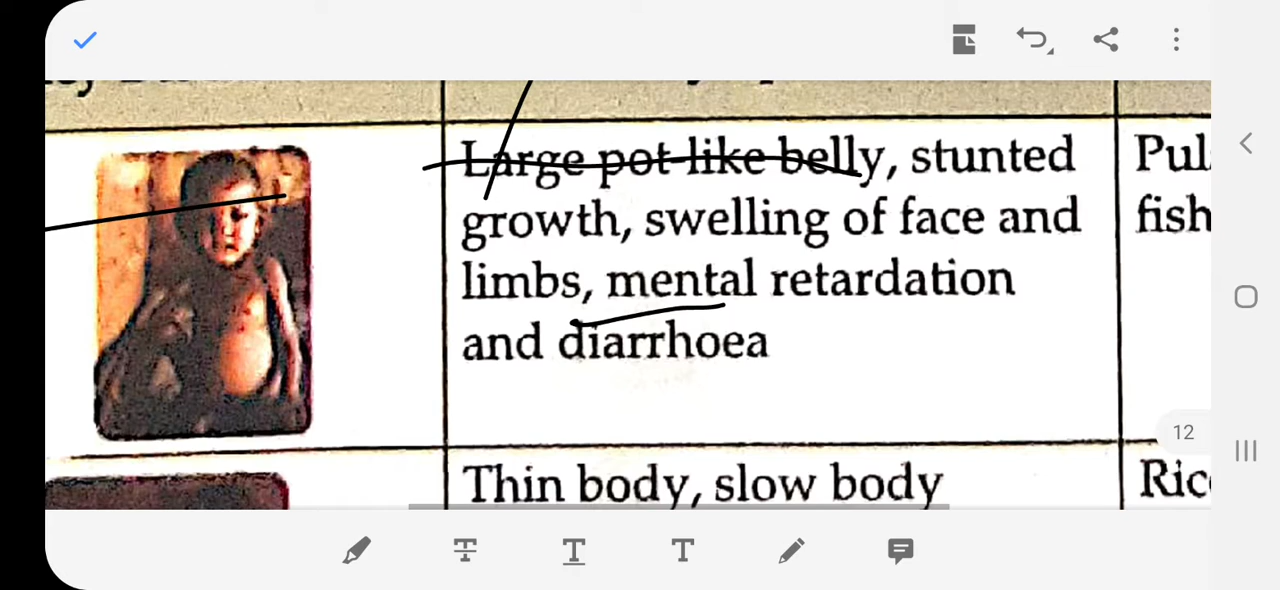 Large pot-like belly, stunted
growth, swelling of face and
limbs, mental retardation
and diarrhoea
Thin body, slow body
12